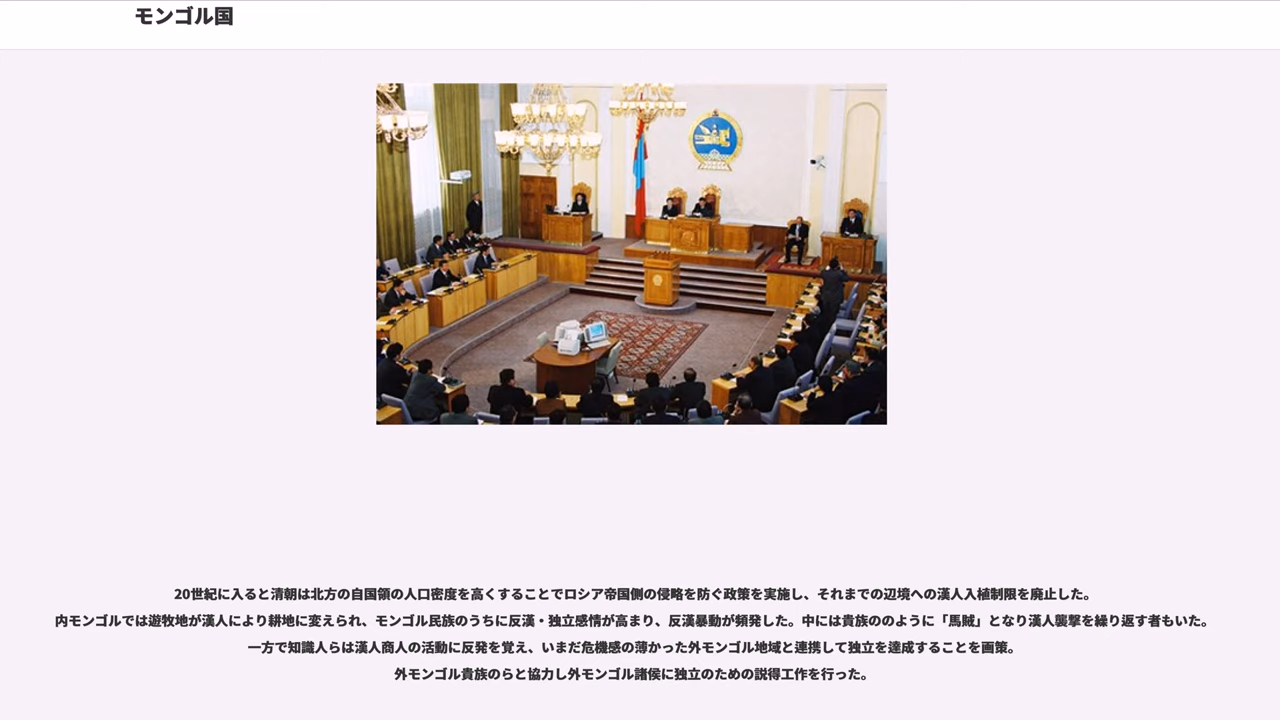 モンゴル国
20世紀に入ると清朝は北方の自国領の人口密度を高くすることでロシア帝国側の侵略を防ぐ政策を実施し、それまでの辺境への漢人入植制限を廃止した。
内モンゴルでは遊牧地が漢人により耕地に変えられ、モンゴル民族のうちに反漢・独立感情が高まり、反漢暴動が頻発した。中には貴族ののように「馬賊」となり漢人襲撃を繰り返す者もいた。
一方で知識人らは漢人商人の活動に反発を覚え、いまだ危機感の薄かった外モンゴル地域と連携して独立を達成することを画策。
外モンゴル貴族のらと協力し外モンゴル諸侯に独立のための説得工作を行った。